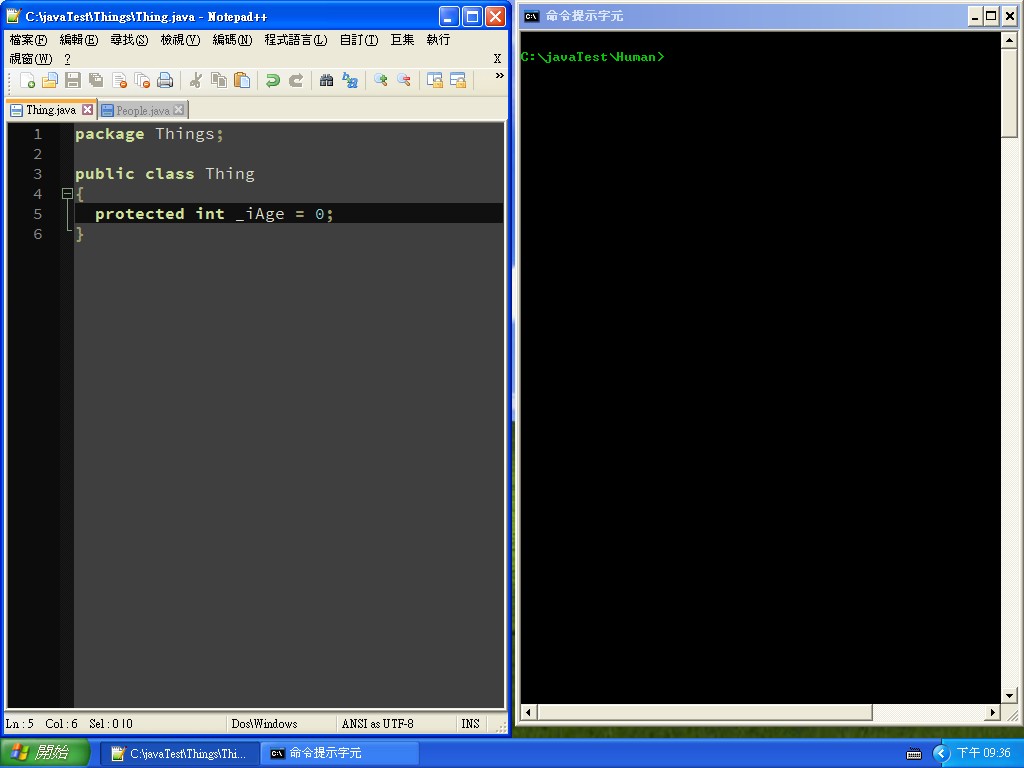 C:\javaTest\Things\Thing.java - Notepad++
檔案(F) 編輯(E) 尋找(S) 檢視(V) 編碼(N) 程式語言(L) 自訂(T) 巨集 執行
視窗(W) ? X
Thing.java People.java
1 package Things;
2
3 public class Thing
4 {
5 protected int _iAge = 0;
6 }
Ln : 5 Col : 6 Sel : 0 | 0 Dos\Windows ANSI as UTF-8 INS
命令提示字元
C:\javaTest\Human>
開始 C:\javaTest\Things\Thi... 命令提示字元 下午 09:36